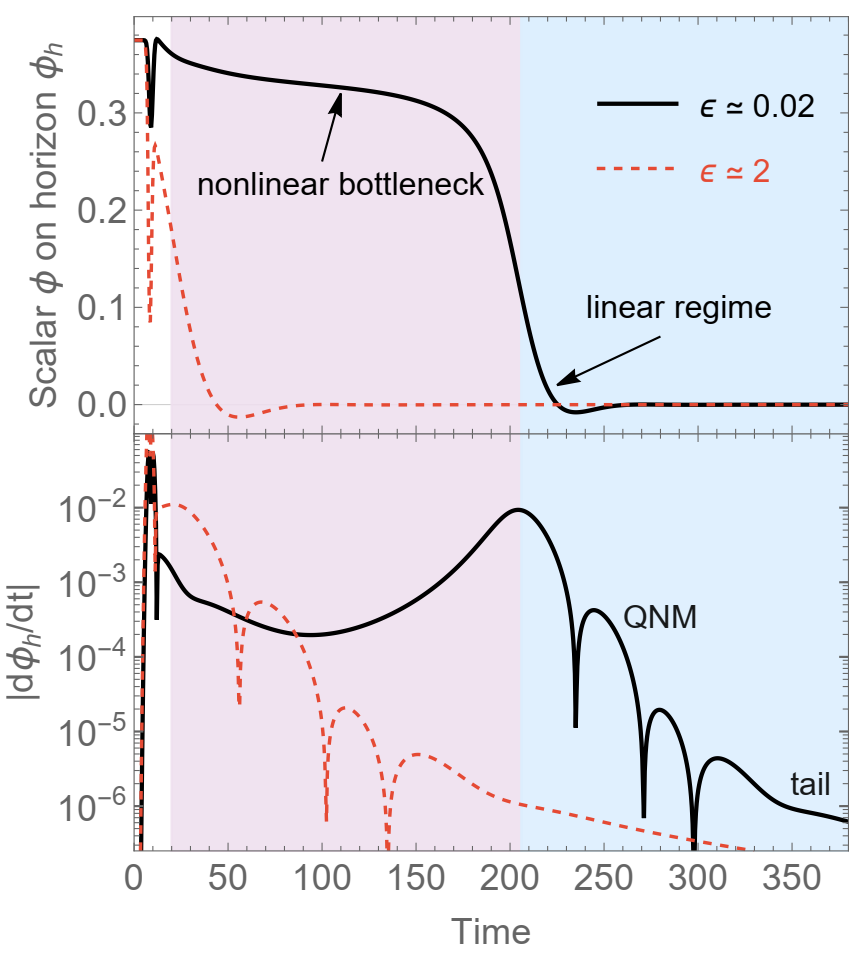 Scalar ϕ on horizon ϕₕ
0.3
0.2
0.1
0.0
ϵ ≃ 0.02
ϵ ≃ 2
nonlinear bottleneck
linear regime
|dϕₕ/dt|
10⁻²
10⁻³
10⁻⁴
10⁻⁵
10⁻⁶
QNM
tail
0 50 100 150 200 250 300 350
Time